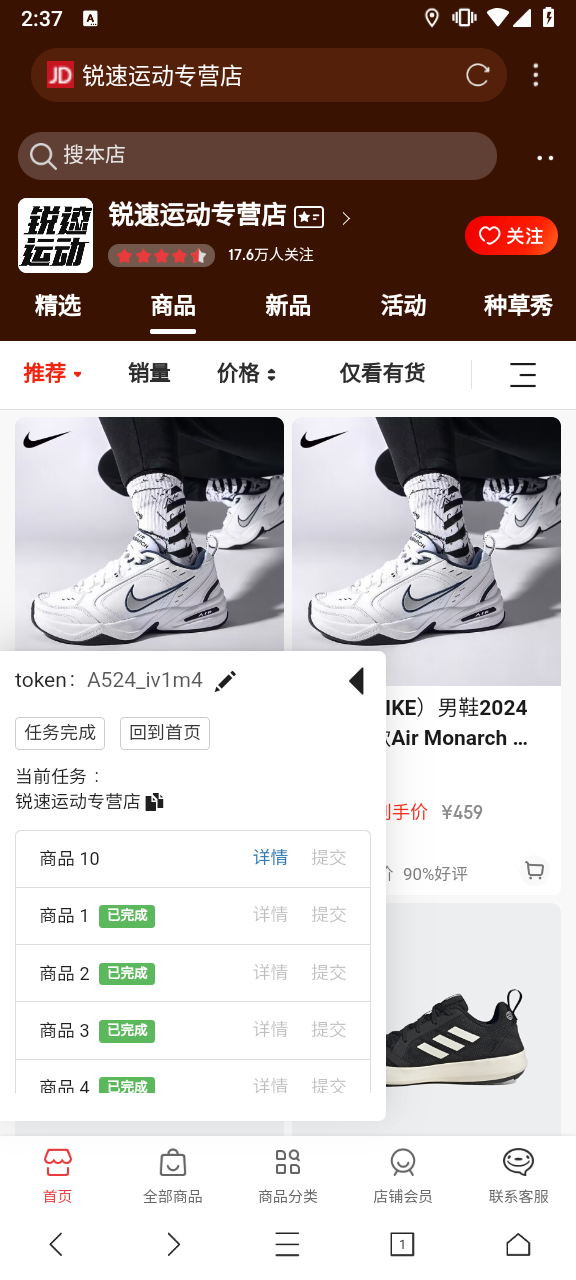 2:37
A
JD 锐速运动专营店
搜本店
锐速运动
锐速运动专营店
17.6万人关注
关注
精选 商品 新品 活动 种草秀
推荐 销量 价格 仅看有货
AIR MONARCH
AIR
AIR MONARCH
AIR
token: A524_iv1m4
任务完成 回到首页
当前任务：
锐速运动专营店
商品 10 详情 提交
商品 1 已完成 详情 提交
商品 2 已完成 详情 提交
商品 3 已完成 详情 提交
商品 4 已完成 详情 提交
IKE）男鞋2024
Air Monarch ...
手价 ¥459
90%好评
首页 全部商品 商品分类 店铺会员 联系客服
1